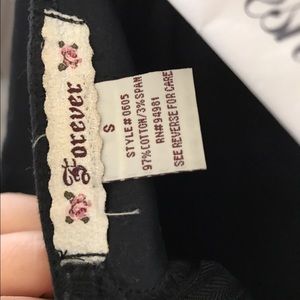 Forever
S
STYLE# 0605
97%COTTON/3%SPAN
RN#94981
SEE REVERSE FOR CARE